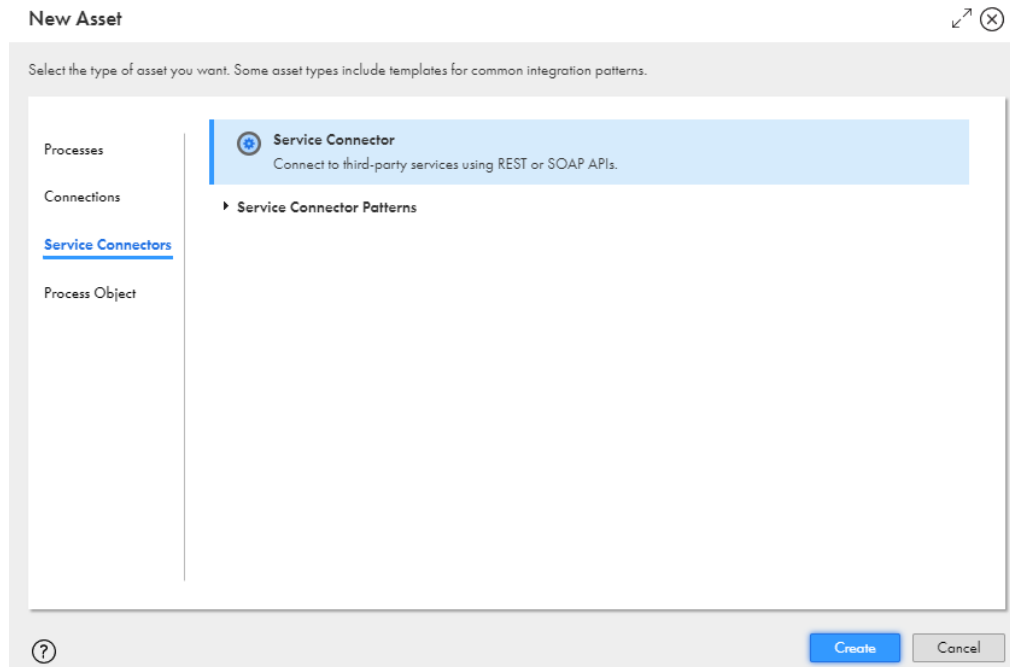 New Asset
Select the type of asset you want. Some asset types include templates for common integration patterns.
Processes
Connections
Service Connectors
Process Object
Service Connector
Connect to third-party services using REST or SOAP APIs.
Service Connector Patterns
?
Create
Cancel